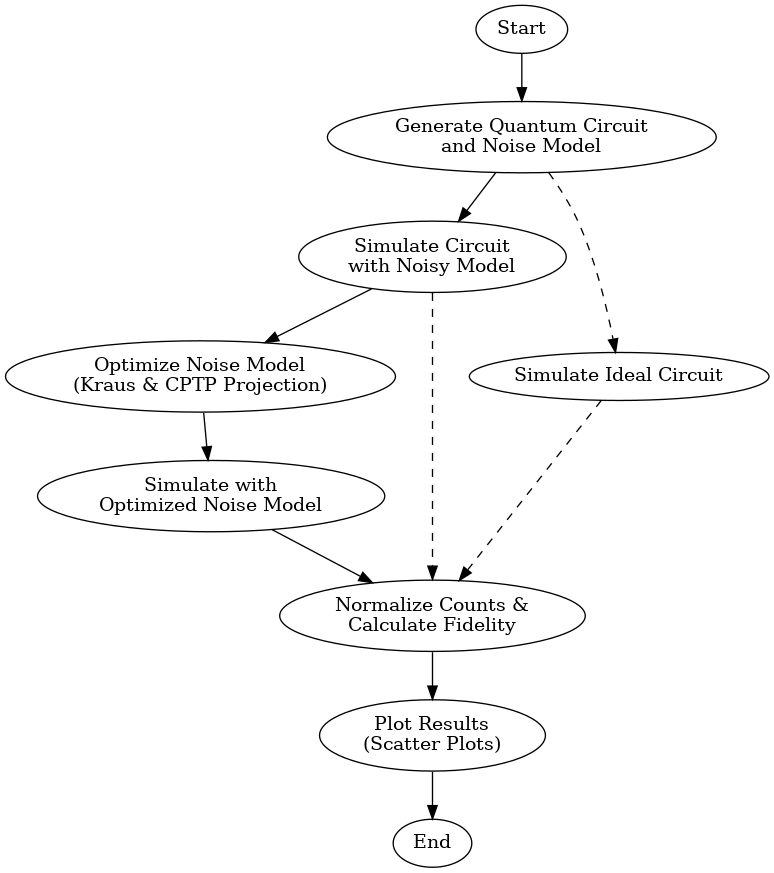 Start
Generate Quantum Circuit
and Noise Model
Simulate Circuit
with Noisy Model
Optimize Noise Model
(Kraus & CPTP Projection)
Simulate Ideal Circuit
Simulate with
Optimized Noise Model
Normalize Counts &
Calculate Fidelity
Plot Results
(Scatter Plots)
End